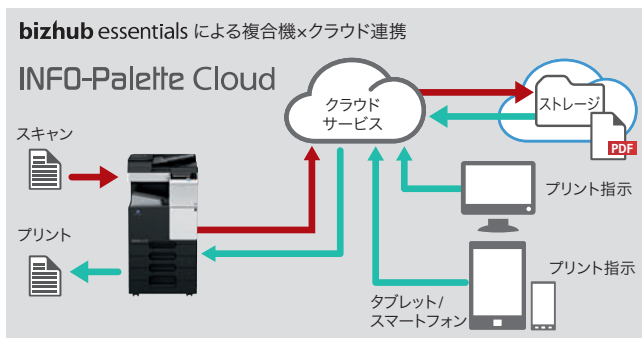 bizhub essentials による複合機×クラウド連携
INFO-Palette Cloud
クラウド
サービス
ストレージ
PDF
スキャン
プリント
プリント指示
プリント指示
タブレット/
スマートフォン